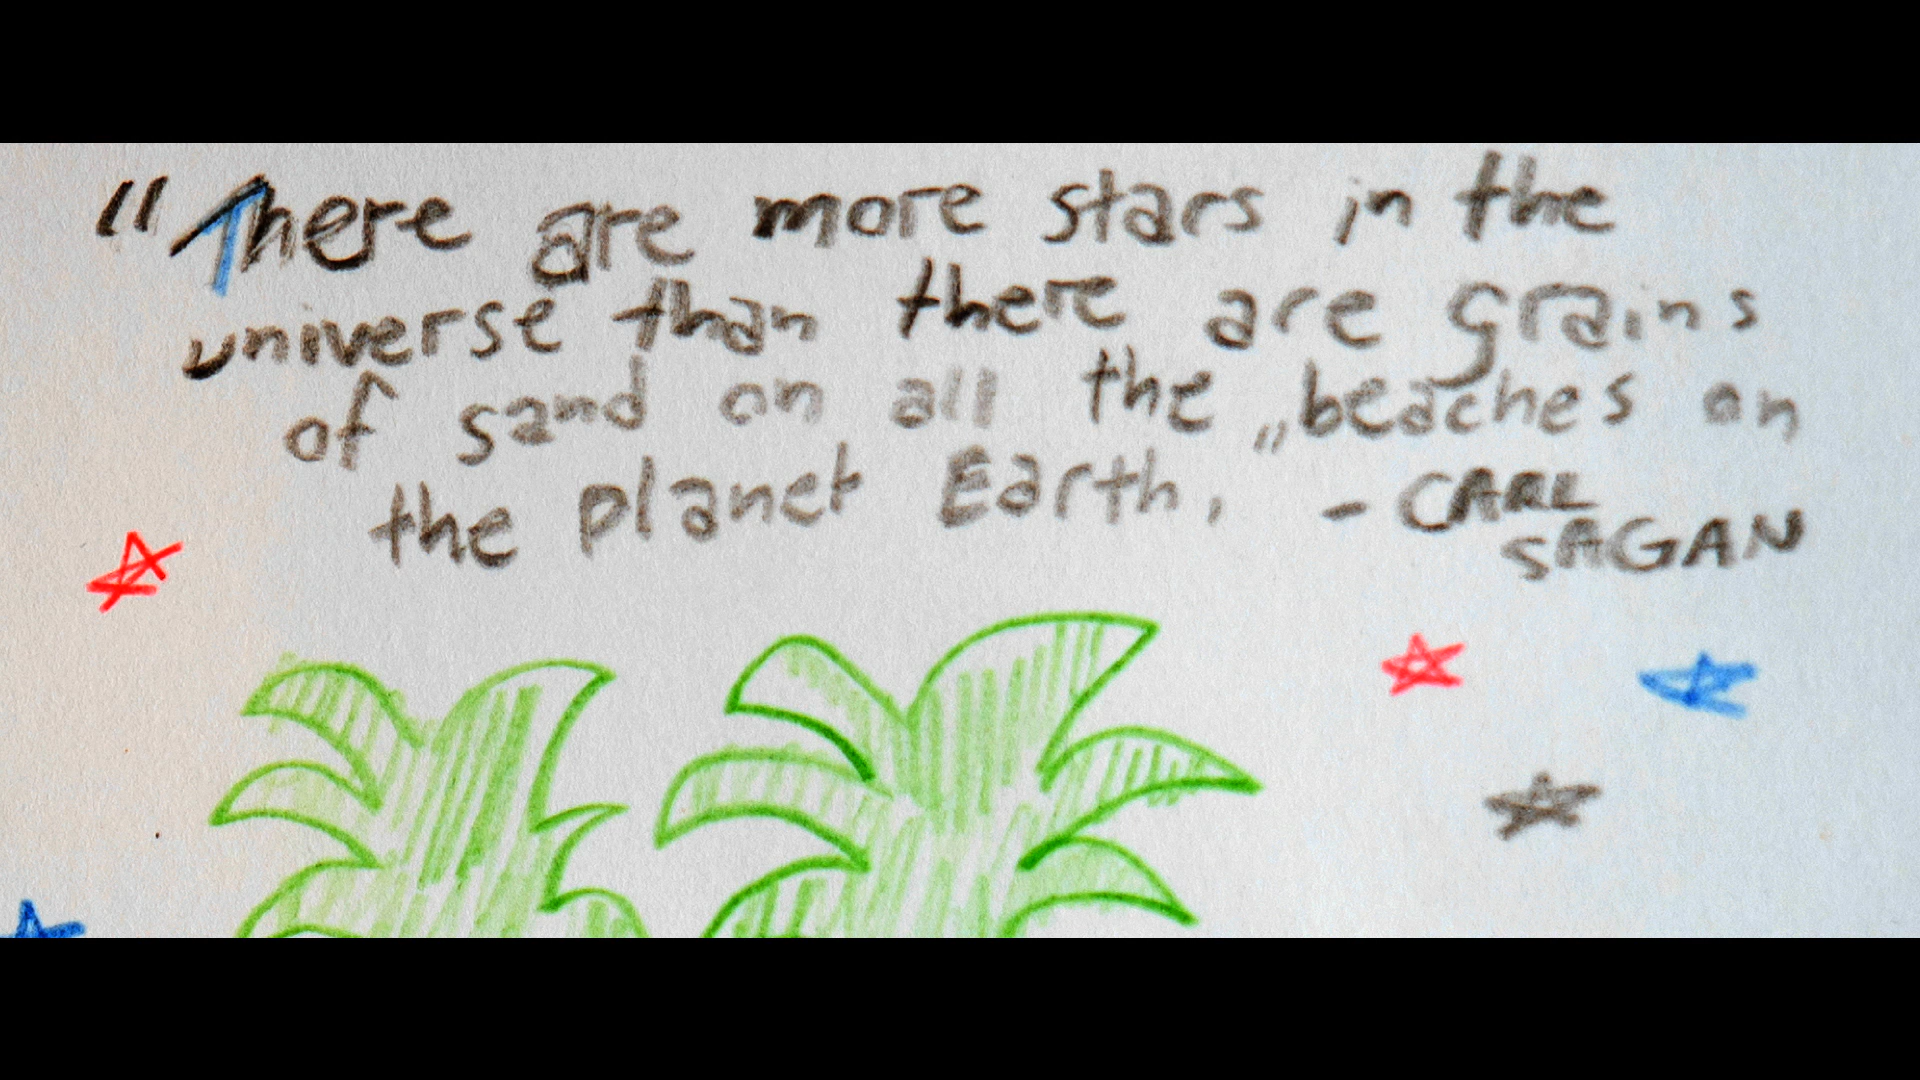 "There are more stars in the
universe than there are grains
of sand on all the beaches on
the planet Earth." - CARL
SAGAN